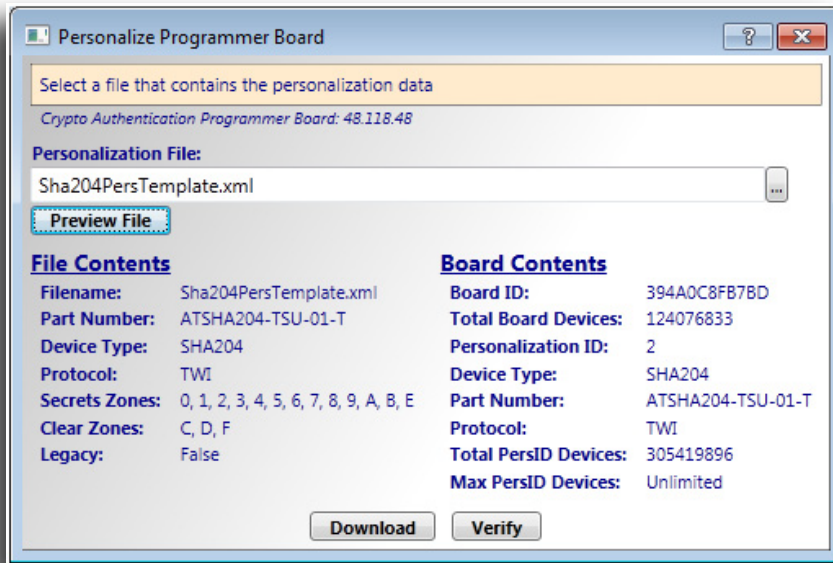 Personalize Programmer Board
Select a file that contains the personalization data
Crypto Authentication Programmer Board: 48.118.48
Personalization File:
Sha204PersTemplate.xml
...
Preview File
File Contents
Filename: Sha204PersTemplate.xml
Part Number: ATSHA204-TSU-01-T
Device Type: SHA204
Protocol: TWI
Secrets Zones: 0, 1, 2, 3, 4, 5, 6, 7, 8, 9, A, B, E
Clear Zones: C, D, F
Legacy: False
Board Contents
Board ID: 394A0C8FB7BD
Total Board Devices: 124076833
Personalization ID: 2
Device Type: SHA204
Part Number: ATSHA204-TSU-01-T
Protocol: TWI
Total PersID Devices: 305419896
Max PersID Devices: Unlimited
Download
Verify